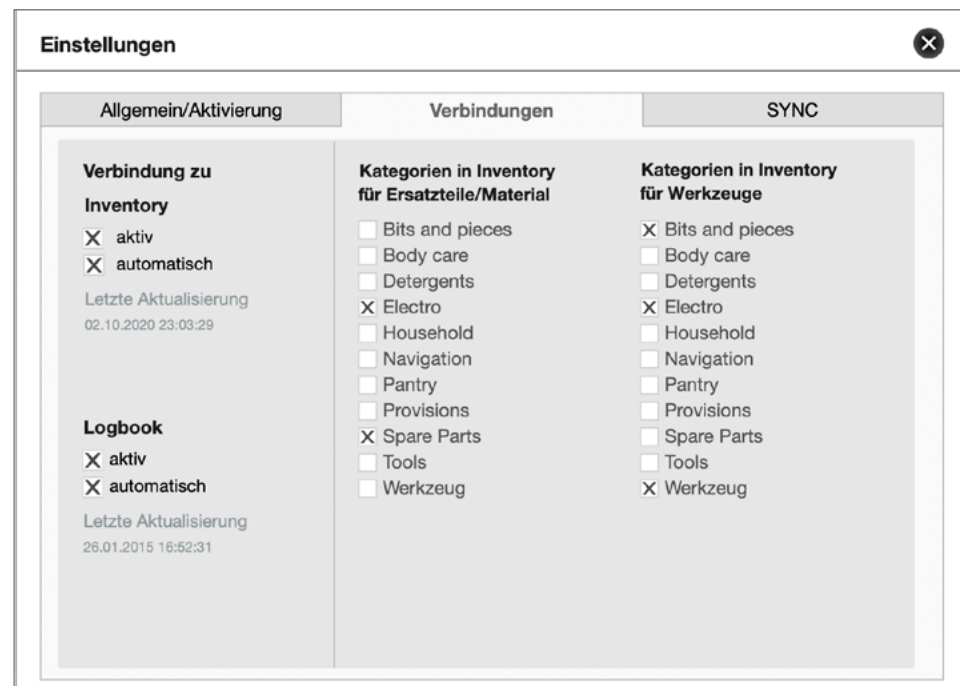 Einstellungen
Allgemein/Aktivierung
Verbindungen
SYNC
Verbindung zu
Inventory
aktiv
automatisch
Letzte Aktualisierung
02.10.2020 23:03:29
Logbook
aktiv
automatisch
Letzte Aktualisierung
26.01.2015 16:52:31
Kategorien in Inventory
für Ersatzteile/Material
Bits and pieces
Body care
Detergents
Electro
Household
Navigation
Pantry
Provisions
Spare Parts
Tools
Werkzeug
Kategorien in Inventory
für Werkzeuge
Bits and pieces
Body care
Detergents
Electro
Household
Navigation
Pantry
Provisions
Spare Parts
Tools
Werkzeug